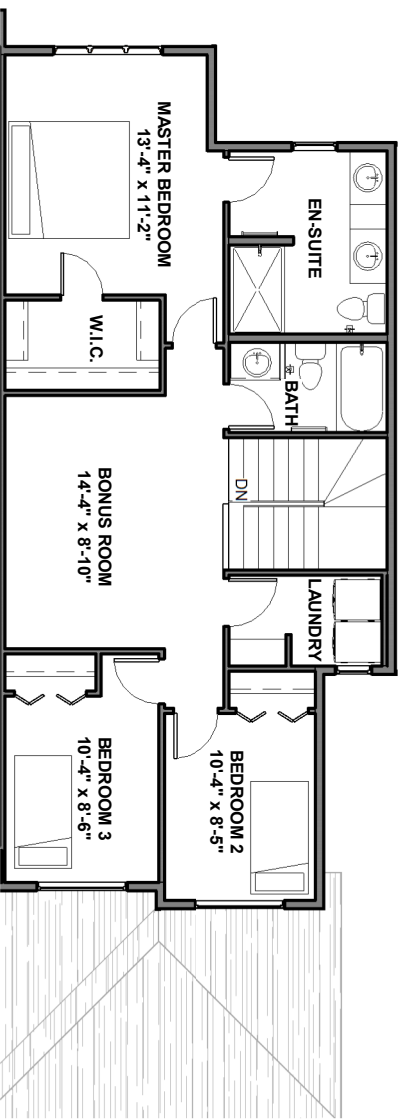 EN-SUITE
MASTER BEDROOM
13'-4" x 11'-2"
W.I.C.
BATH
DN
BONUS ROOM
14'-4" x 8'-10"
LAUNDRY
BEDROOM 2
10'-4" x 8'-5"
BEDROOM 3
10'-4" x 8'-6"